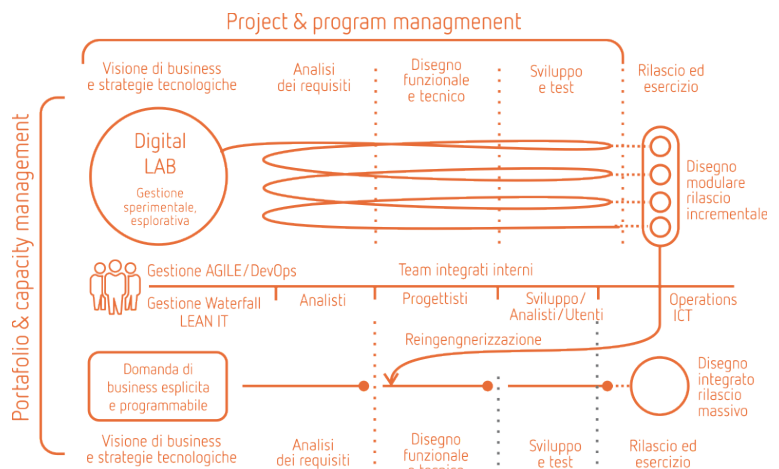 Project & program managmenent
Visione di business
e strategie tecnologiche
Analisi
dei requisiti
Disegno
funzionale
e tecnico
Sviluppo
e test
Rilascio ed
esercizio
Portafolio & capacity management
Digital
LAB
Gestione
sperimentale,
esplorativa
Disegno
modulare
rilascio
incrementale
Gestione AGILE/DevOps
Team integrati interni
Gestione Waterfall
LEAN IT
Analisti
Progettisti
Sviluppo/
Analisti/Utenti
Operations
ICT
Reingengnerizzazione
Domanda di
business esplicita
e programmabile
Disegno
integrato
rilascio
massivo
Visione di business
e strategie tecnologiche
Analisi
dei requisiti
Disegno
funzionale
e tecnico
Sviluppo
e test
Rilascio ed
esercizio